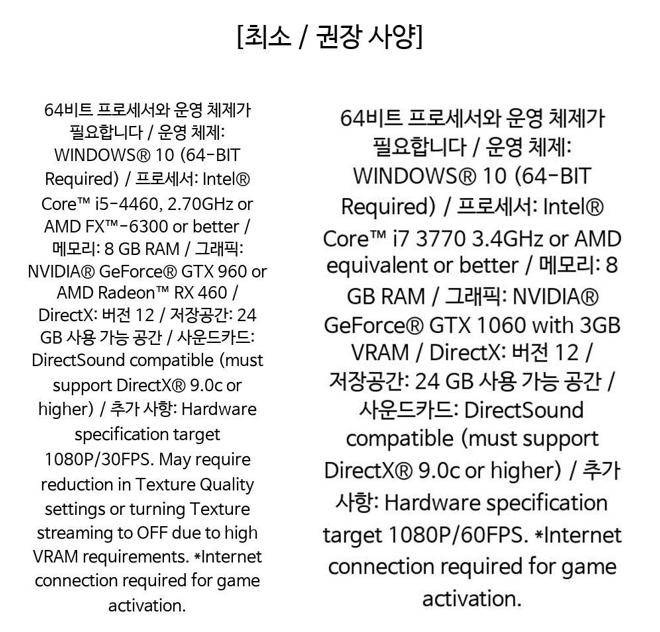 [최소 / 권장 사양]
64비트 프로세서와 운영 체제가
필요합니다 / 운영 체제:
WINDOWS® 10 (64-BIT
Required) / 프로세서: Intel®
Core™ i5-4460, 2.70GHz or
AMD FX™-6300 or better /
메모리: 8 GB RAM / 그래픽:
NVIDIA® GeForce® GTX 960 or
AMD Radeon™ RX 460 /
DirectX: 버전 12 / 저장공간: 24
GB 사용 가능 공간 / 사운드카드:
DirectSound compatible (must
support DirectX® 9.0c or
higher) / 추가 사항: Hardware
specification target
1080P/30FPS. May require
reduction in Texture Quality
settings or turning Texture
streaming to OFF due to high
VRAM requirements. *Internet
connection required for game
activation.
64비트 프로세서와 운영 체제가
필요합니다 / 운영 체제:
WINDOWS® 10 (64-BIT
Required) / 프로세서: Intel®
Core™ i7 3770 3.4GHz or AMD
equivalent or better / 메모리: 8
GB RAM / 그래픽: NVIDIA®
GeForce® GTX 1060 with 3GB
VRAM / DirectX: 버전 12 /
저장공간: 24 GB 사용 가능 공간 /
사운드카드: DirectSound
compatible (must support
DirectX® 9.0c or higher) / 추가
사항: Hardware specification
target 1080P/60FPS. *Internet
connection required for game
activation.